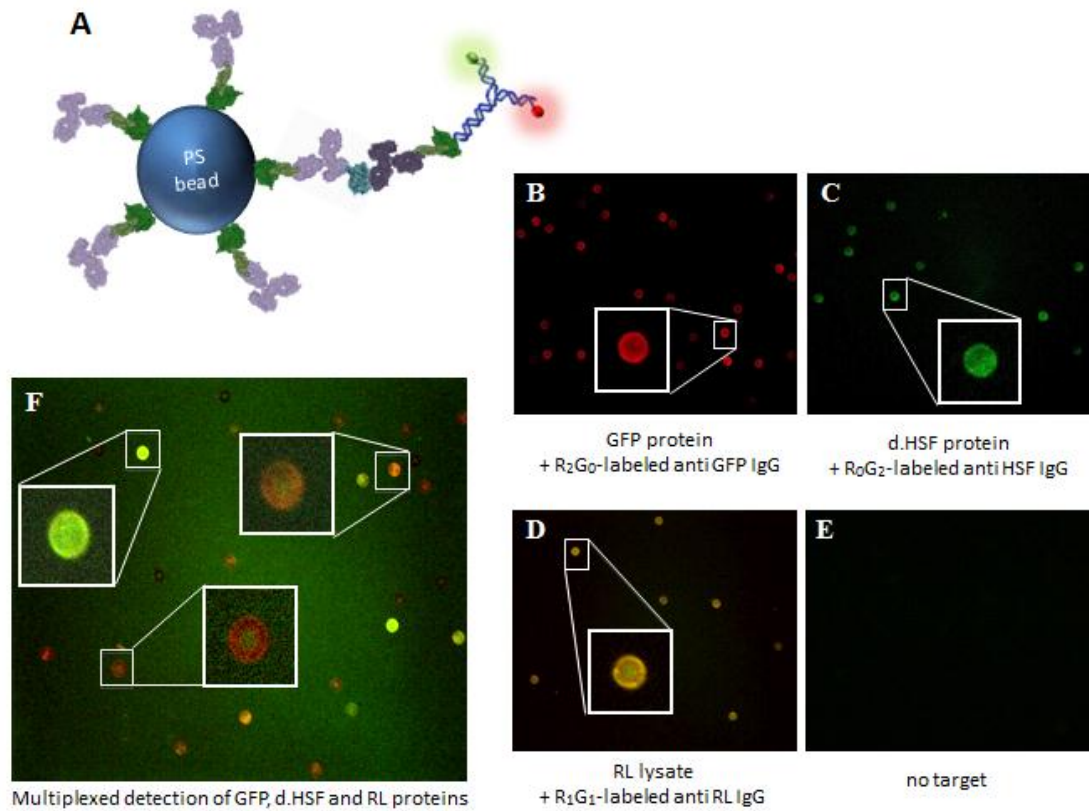 A
PS
bead
B
C
GFP protein
+ R₂G₀-labeled anti GFP IgG
d.HSF protein
+ R₀G₂-labeled anti HSF IgG
F
D
E
RL lysate
+ R₁G₁-labeled anti RL IgG
no target
Multiplexed detection of GFP, d.HSF and RL proteins